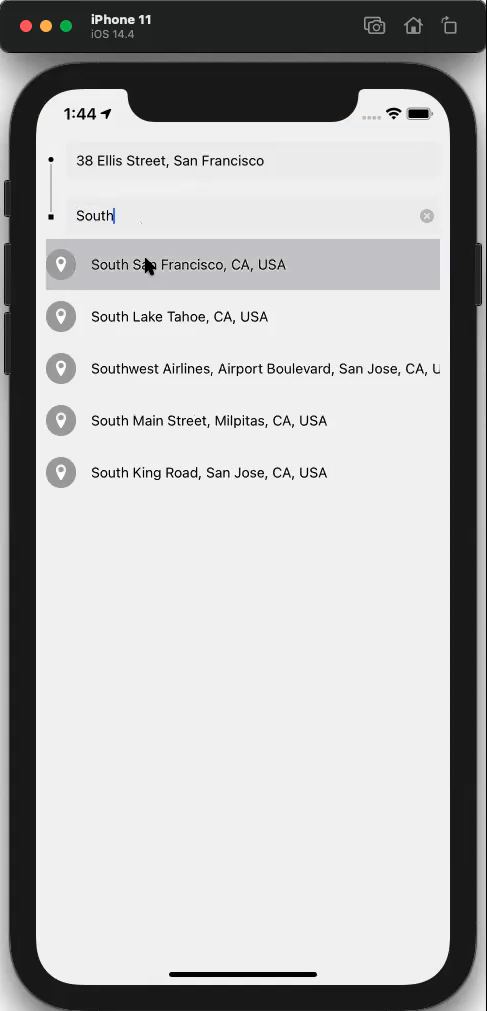 iPhone 11
iOS 14.4
1:44
38 Ellis Street, San Francisco
South
South San Francisco, CA, USA
South Lake Tahoe, CA, USA
Southwest Airlines, Airport Boulevard, San Jose, CA, U
South Main Street, Milpitas, CA, USA
South King Road, San Jose, CA, USA